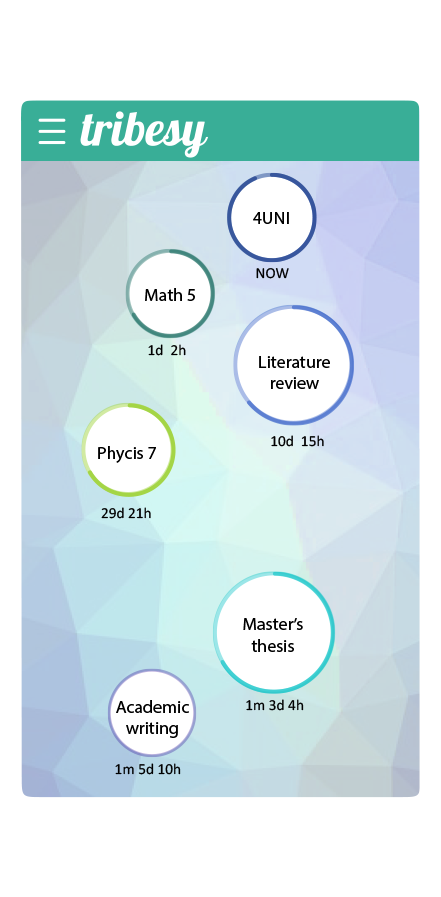 tribesy
4UNI
NOW
Math 5
1d 2h
Literature
review
10d 15h
Phycis 7
29d 21h
Master's
thesis
1m 3d 4h
Academic
writing
1m 5d 10h